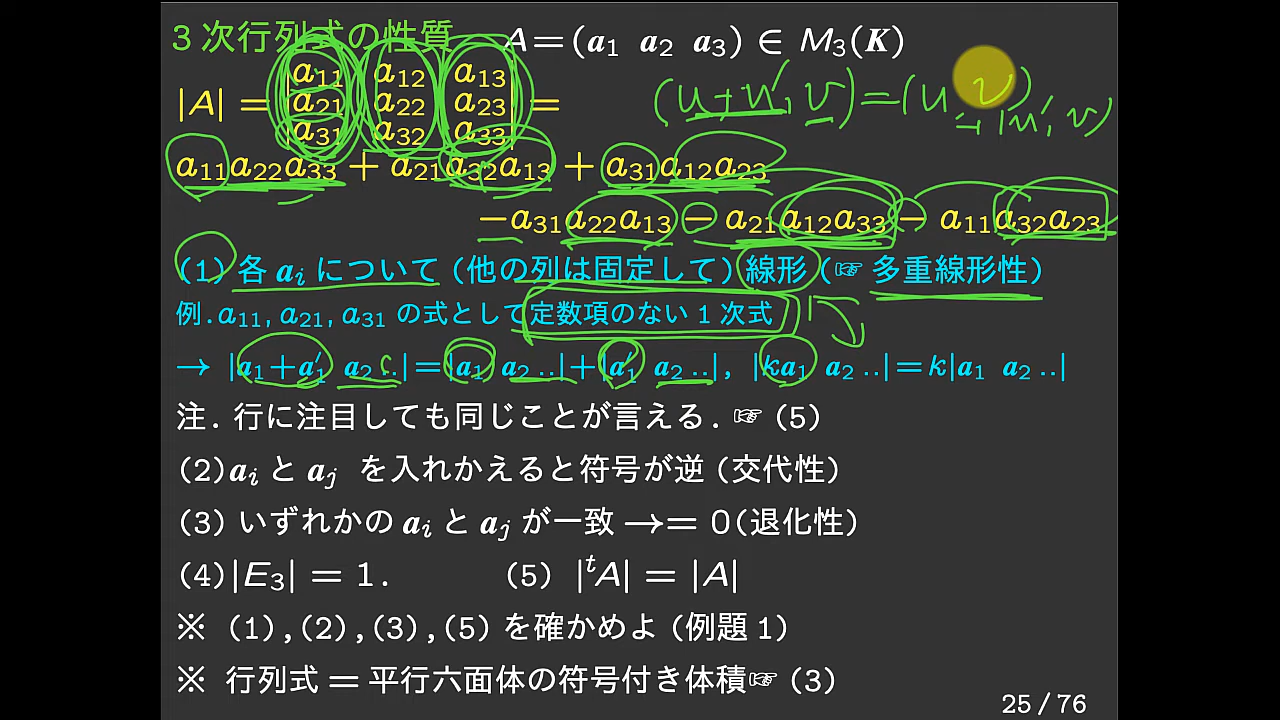 3次行列式の性質 A=(a₁ a₂ a₃)∈M₃(K)
|A| = |a₁₁ a₁₂ a₁₃| =
a₂₁ a₂₂ a₂₃
a₃₁ a₃₂ a₃₃
(u+u', v)=(u v)
+(u', v)
a₁₁a₂₂a₃₃ + a₂₁a₃₂a₁₃ + a₃₁a₁₂a₂₃
−a₃₁a₂₂a₁₃ − a₂₁a₁₂a₃₃ − a₁₁a₃₂a₂₃
(1) 各 aᵢ について (他の列は固定して) 線形 (☞ 多重線形性)
例. a₁₁, a₂₁, a₃₁ の式として定数項のない 1 次式
→ |a₁+a₁′ a₂ ..|=|a₁ a₂ ..|+|a₁′ a₂ ..|, |ka₁ a₂ ..|=k|a₁ a₂ ..|
注. 行に注目しても同じことが言える. ☞ (5)
(2)aᵢ と aⱼ を入れかえると符号が逆 (交代性)
(3) いずれかの aᵢ と aⱼ が一致 →= 0(退化性)
(4)|E₃| = 1. (5) |ᵗA| = |A|
※ (1),(2),(3),(5) を確かめよ (例題 1)
※ 行列式 = 平行六面体の符号付き体積☞ (3)
25 / 76